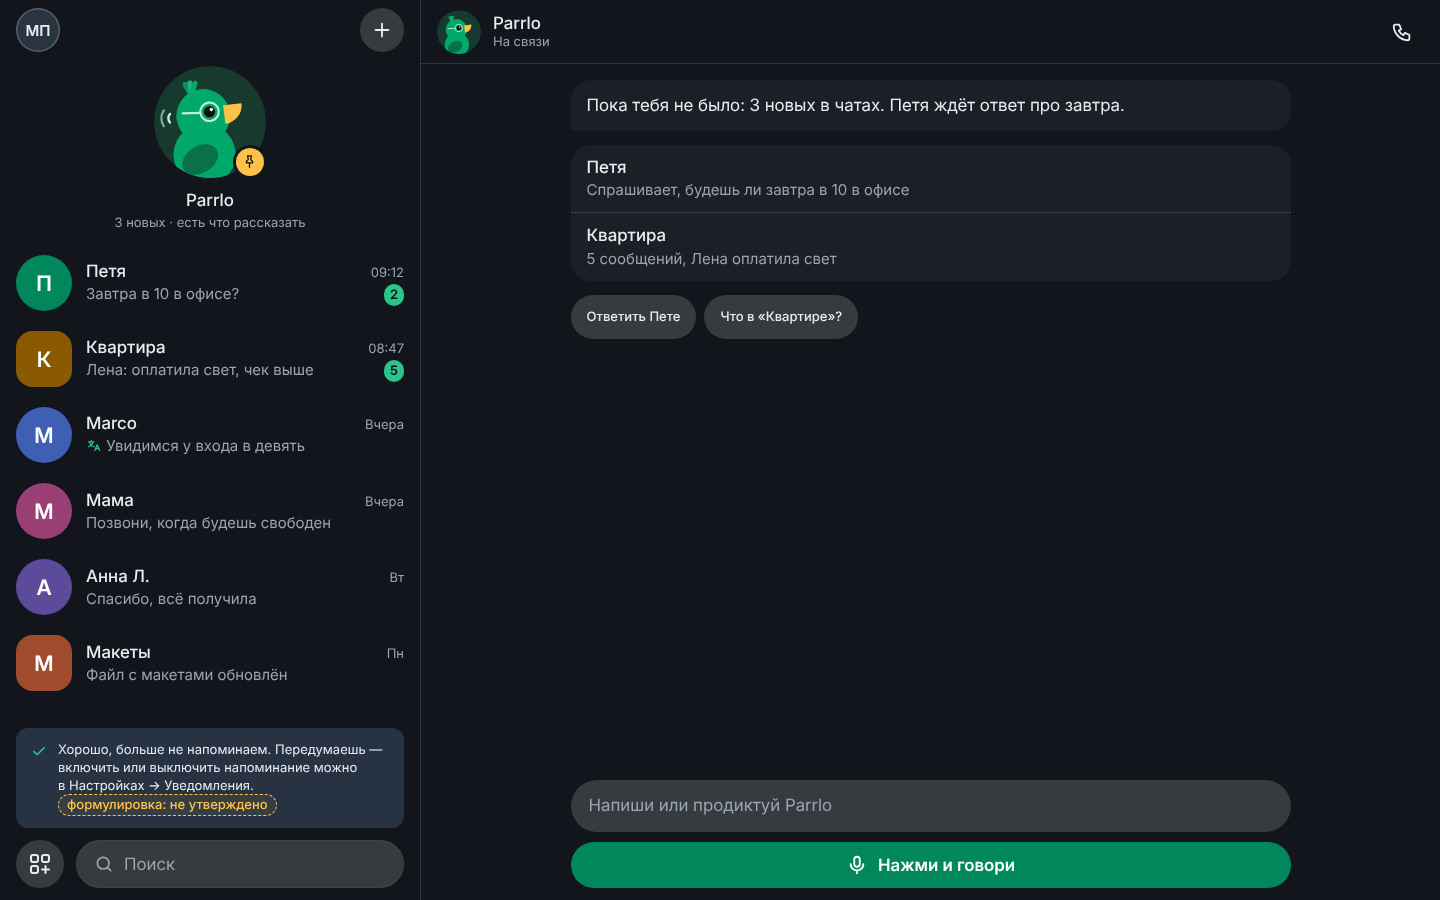 МП
Parrlo
3 новых · есть что рассказать
П
Петя
09:12
Завтра в 10 в офисе?
2
К
Квартира
08:47
Лена: оплатила свет, чек выше
5
M
Marco
Вчера
Увидимся у входа в девять
М
Мама
Вчера
Позвони, когда будешь свободен
А
Анна Л.
Вт
Спасибо, всё получила
М
Макеты
Пн
Файл с макетами обновлён
Хорошо, больше не напоминаем. Передумаешь —
включить или выключить напоминание можно
в Настройках → Уведомления.
формулировка: не утверждено
Поиск
Parrlo
На связи
Пока тебя не было: 3 новых в чатах. Петя ждёт ответ про завтра.
Петя
Спрашивает, будешь ли завтра в 10 в офисе
Квартира
5 сообщений, Лена оплатила свет
Ответить Пете
Что в «Квартире»?
Напиши или продиктуй Parrlo
Нажми и говори